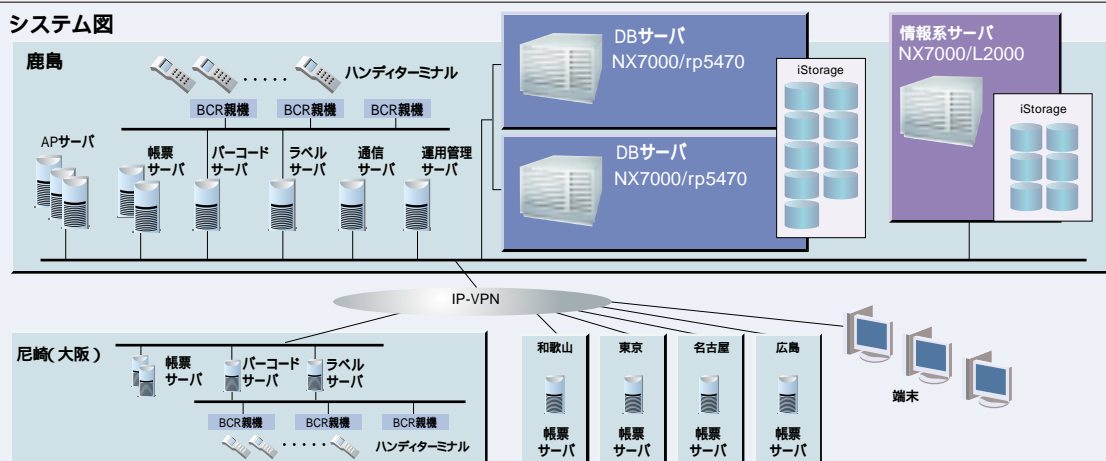 システム図
鹿島
ハンディターミナル
BCR親機
BCR親機
BCR親機
APサーバ
帳票
サーバ
バーコード
サーバ
ラベル
サーバ
通信
サーバ
運用管理
サーバ
DBサーバ
NX7000/rp5470
DBサーバ
NX7000/rp5470
iStorage
情報系サーバ
NX7000/L2000
iStorage
IP-VPN
尼崎(大阪)
帳票
サーバ
バーコード
サーバ
ラベル
サーバ
BCR親機
BCR親機
BCR親機
ハンディターミナル
和歌山
帳票
サーバ
東京
帳票
サーバ
名古屋
帳票
サーバ
広島
帳票
サーバ
端末